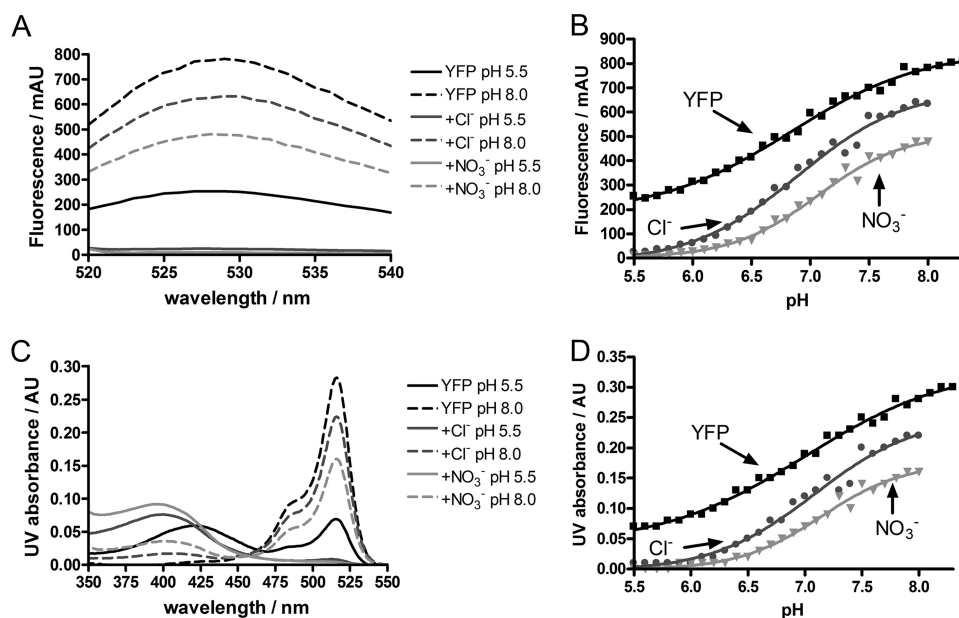 A
Fluorescence / mAU
800
700
600
500
400
300
200
100
0
520
525
530
535
540
wavelength / nm
YFP pH 5.5
YFP pH 8.0
+Cl⁻ pH 5.5
+Cl⁻ pH 8.0
+NO₃⁻ pH 5.5
+NO₃⁻ pH 8.0
B
Fluorescence / mAU
900
800
700
600
500
400
300
200
100
0
YFP
Cl⁻
NO₃⁻
5.5
6.0
6.5
7.0
7.5
8.0
pH
C
UV absorbance / AU
0.30
0.25
0.20
0.15
0.10
0.05
0.00
350
375
400
425
450
475
500
525
550
wavelength / nm
YFP pH 5.5
YFP pH 8.0
+Cl⁻ pH 5.5
+Cl⁻ pH 8.0
+NO₃⁻ pH 5.5
+NO₃⁻ pH 8.0
D
UV absorbance / AU
0.35
0.30
0.25
0.20
0.15
0.10
0.05
0.00
YFP
Cl⁻
NO₃⁻
5.5
6.0
6.5
7.0
7.5
8.0
pH